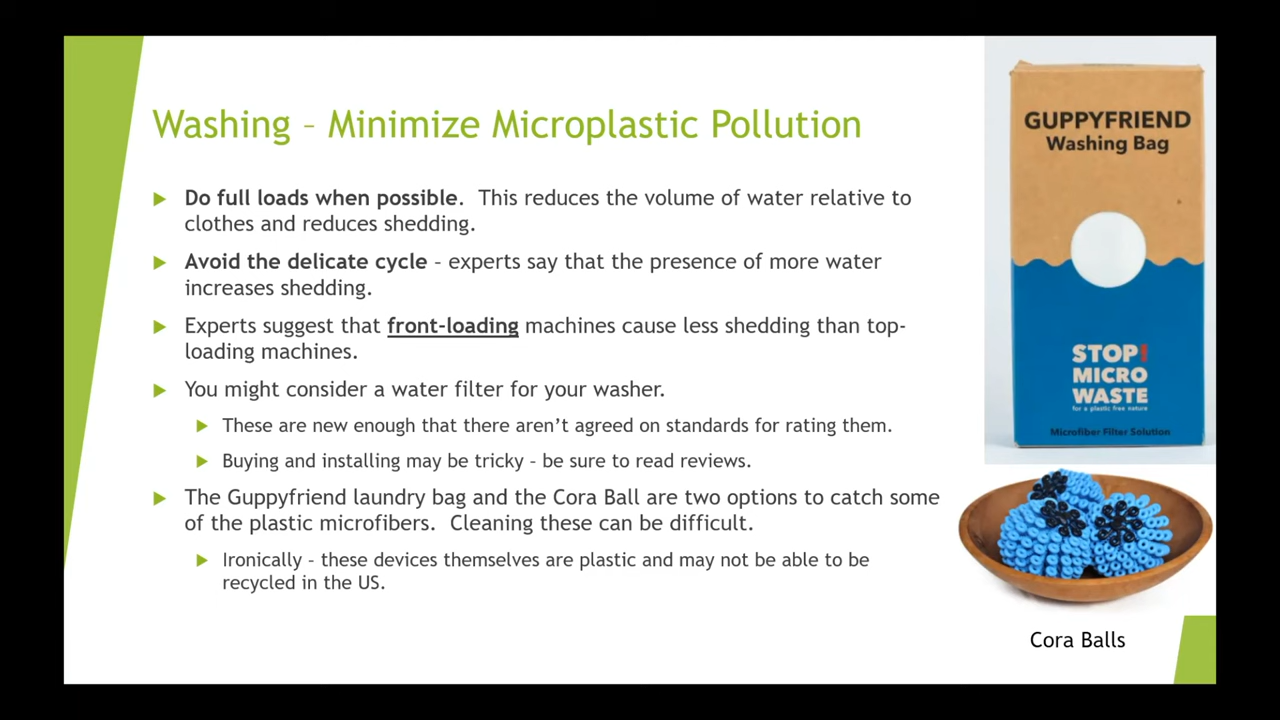 Washing – Minimize Microplastic Pollution
Do full loads when possible. This reduces the volume of water relative to
clothes and reduces shedding.
Avoid the delicate cycle – experts say that the presence of more water
increases shedding.
Experts suggest that front-loading machines cause less shedding than top-
loading machines.
You might consider a water filter for your washer.
These are new enough that there aren't agreed on standards for rating them.
Buying and installing may be tricky – be sure to read reviews.
The Guppyfriend laundry bag and the Cora Ball are two options to catch some
of the plastic microfibers. Cleaning these can be difficult.
Ironically – these devices themselves are plastic and may not be able to be
recycled in the US.
GUPPYFRIEND
Washing Bag
STOP!
MICRO
WASTE
for a plastic free nature
Microfiber Filter Solution
Cora Balls